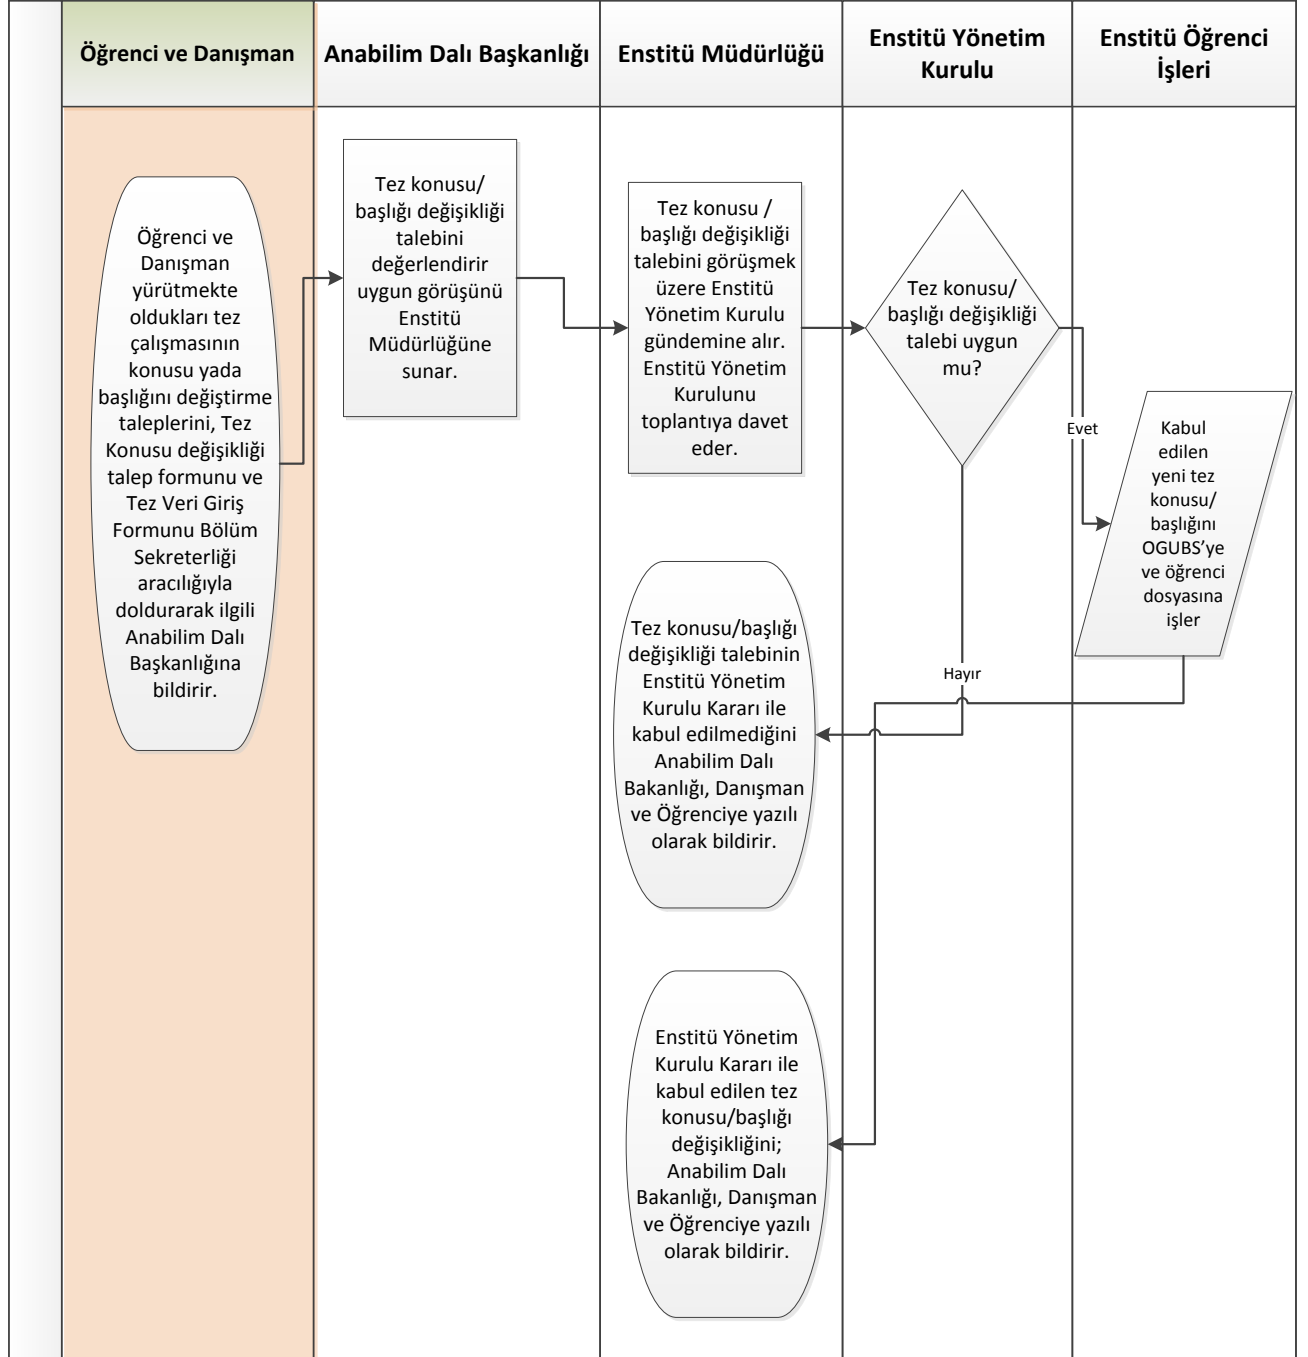 Öğrenci ve Danışman
Anabilim Dalı Başkanlığı
Enstitü Müdürlüğü
Enstitü Yönetim
Kurulu
Enstitü Öğrenci
İşleri
Öğrenci ve
Danışman
yürütmekte
oldukları tez
çalışmasının
konusu yada
başlığını değiştirme
taleplerini, Tez
Konusu değişikliği
talep formunu ve
Tez Veri Giriş
Formunu Bölüm
Sekreterliği
aracılığıyla
doldurarak ilgili
Anabilim Dalı
Başkanlığına
bildirir.
Tez konusu/
başlığı değişikliği
talebini
değerlendirir
uygun görüşünü
Enstitü
Müdürlüğüne
sunar.
Tez konusu /
başlığı değişikliği
talebini görüşmek
üzere Enstitü
Yönetim Kurulu
gündemine alır.
Enstitü Yönetim
Kurulunu
toplantıya davet
eder.
Tez konusu/
başlığı değişikliği
talebi uygun
mu?
Evet
Kabul
edilen
yeni tez
konusu/
başlığını
OGUBS’ye
ve öğrenci
dosyasına
işler
Hayır
Tez konusu/başlığı
değişikliği talebinin
Enstitü Yönetim
Kurulu Kararı ile
kabul edilmediğini
Anabilim Dalı
Bakanlığı, Danışman
ve Öğrenciye yazılı
olarak bildirir.
Enstitü Yönetim
Kurulu Kararı ile
kabul edilen tez
konusu/başlığı
değişikliğini;
Anabilim Dalı
Bakanlığı, Danışman
ve Öğrenciye yazılı
olarak bildirir.